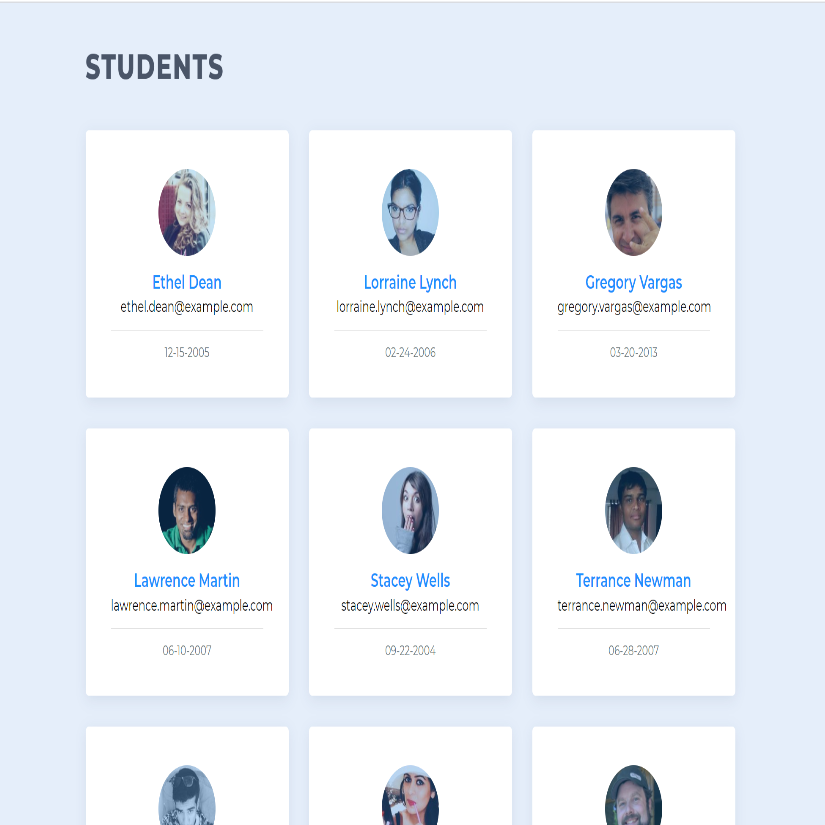 STUDENTS
Ethel Dean
ethel.dean@example.com
12-15-2005
Lorraine Lynch
lorraine.lynch@example.com
02-24-2006
Gregory Vargas
gregory.vargas@example.com
03-20-2013
Lawrence Martin
lawrence.martin@example.com
06-10-2007
Stacey Wells
stacey.wells@example.com
09-22-2004
Terrance Newman
terrance.newman@example.com
06-28-2007